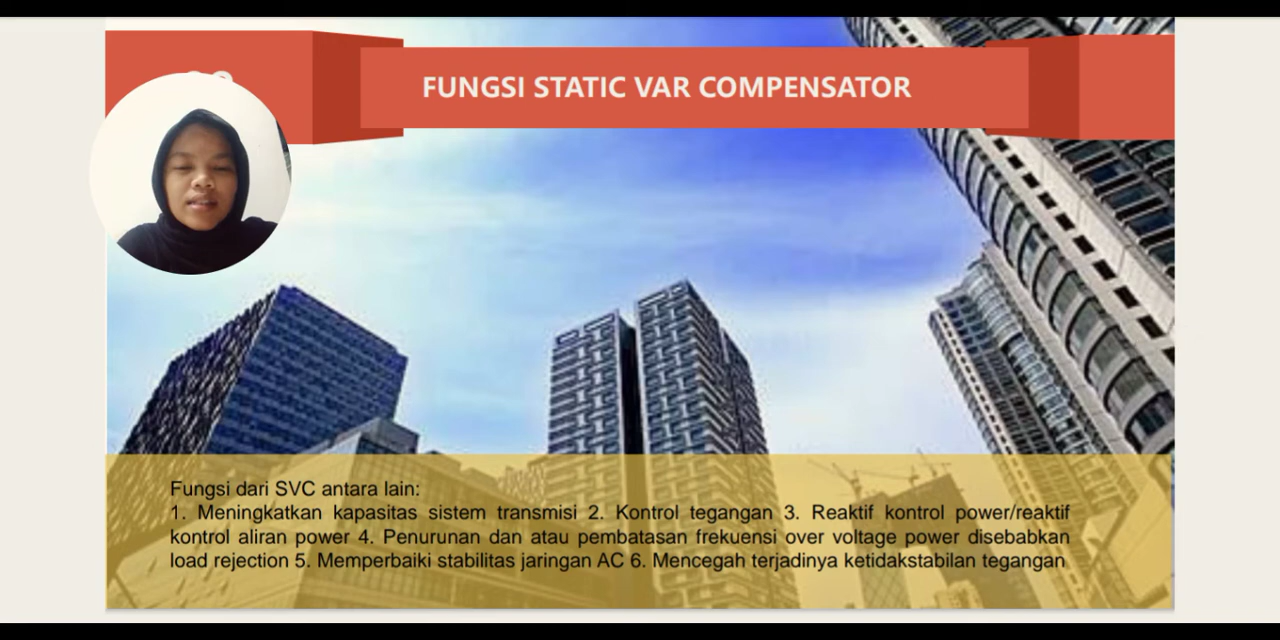 FUNGSI STATIC VAR COMPENSATOR
Fungsi dari SVC antara lain:
1. Meningkatkan kapasitas sistem transmisi 2. Kontrol tegangan 3. Reaktif kontrol power/reaktif
kontrol aliran power 4. Penurunan dan atau pembatasan frekuensi over voltage power disebabkan
load rejection 5. Memperbaiki stabilitas jaringan AC 6. Mencegah terjadinya ketidakstabilan tegangan